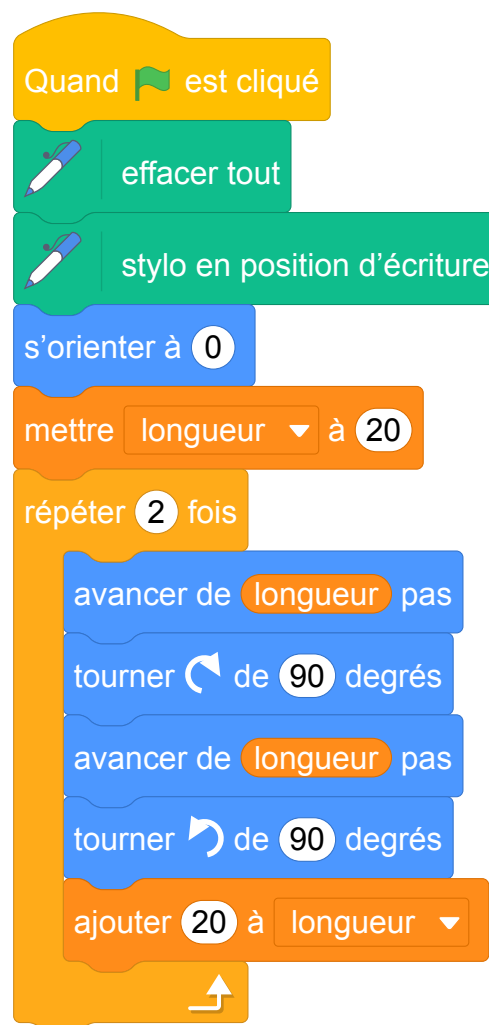 Quand est cliqué
effacer tout
stylo en position d’écriture
s’orienter à 0
mettre longueur à 20
répéter 2 fois
avancer de longueur pas
tourner de 90 degrés
avancer de longueur pas
tourner de 90 degrés
ajouter 20 à longueur